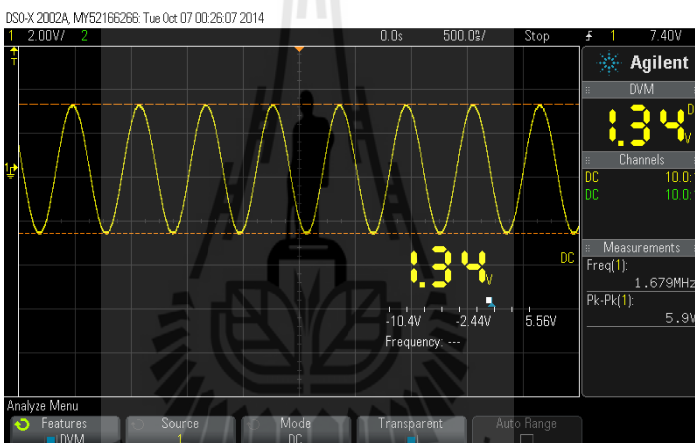 DSO-X 2002A, MY52166266: Tue Oct 07 00:26:07 2014
1 2.00V/ 2 0.0s 500.0ns/ Stop 1 7.40V
Agilent
DVM
1.34 V D
Channels
DC 10.0:
DC 10.0:
DC
Measurements
Freq(1):
1.679MHz
Pk-Pk(1):
5.9V
1.34 V
-10.4V -2.44V 5.56V
Frequency: ---
Analyze Menu
Features Source Mode Transparent Auto Range
DVM 1 DC